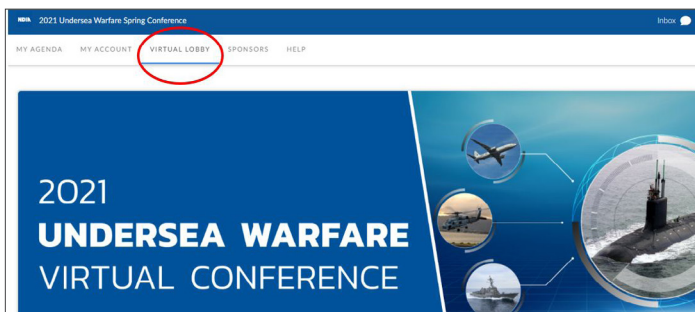 NDIA 2021 Undersea Warfare Spring Conference Inbox
MY AGENDA MY ACCOUNT VIRTUAL LOBBY SPONSORS HELP
2021
UNDERSEA WARFARE
VIRTUAL CONFERENCE